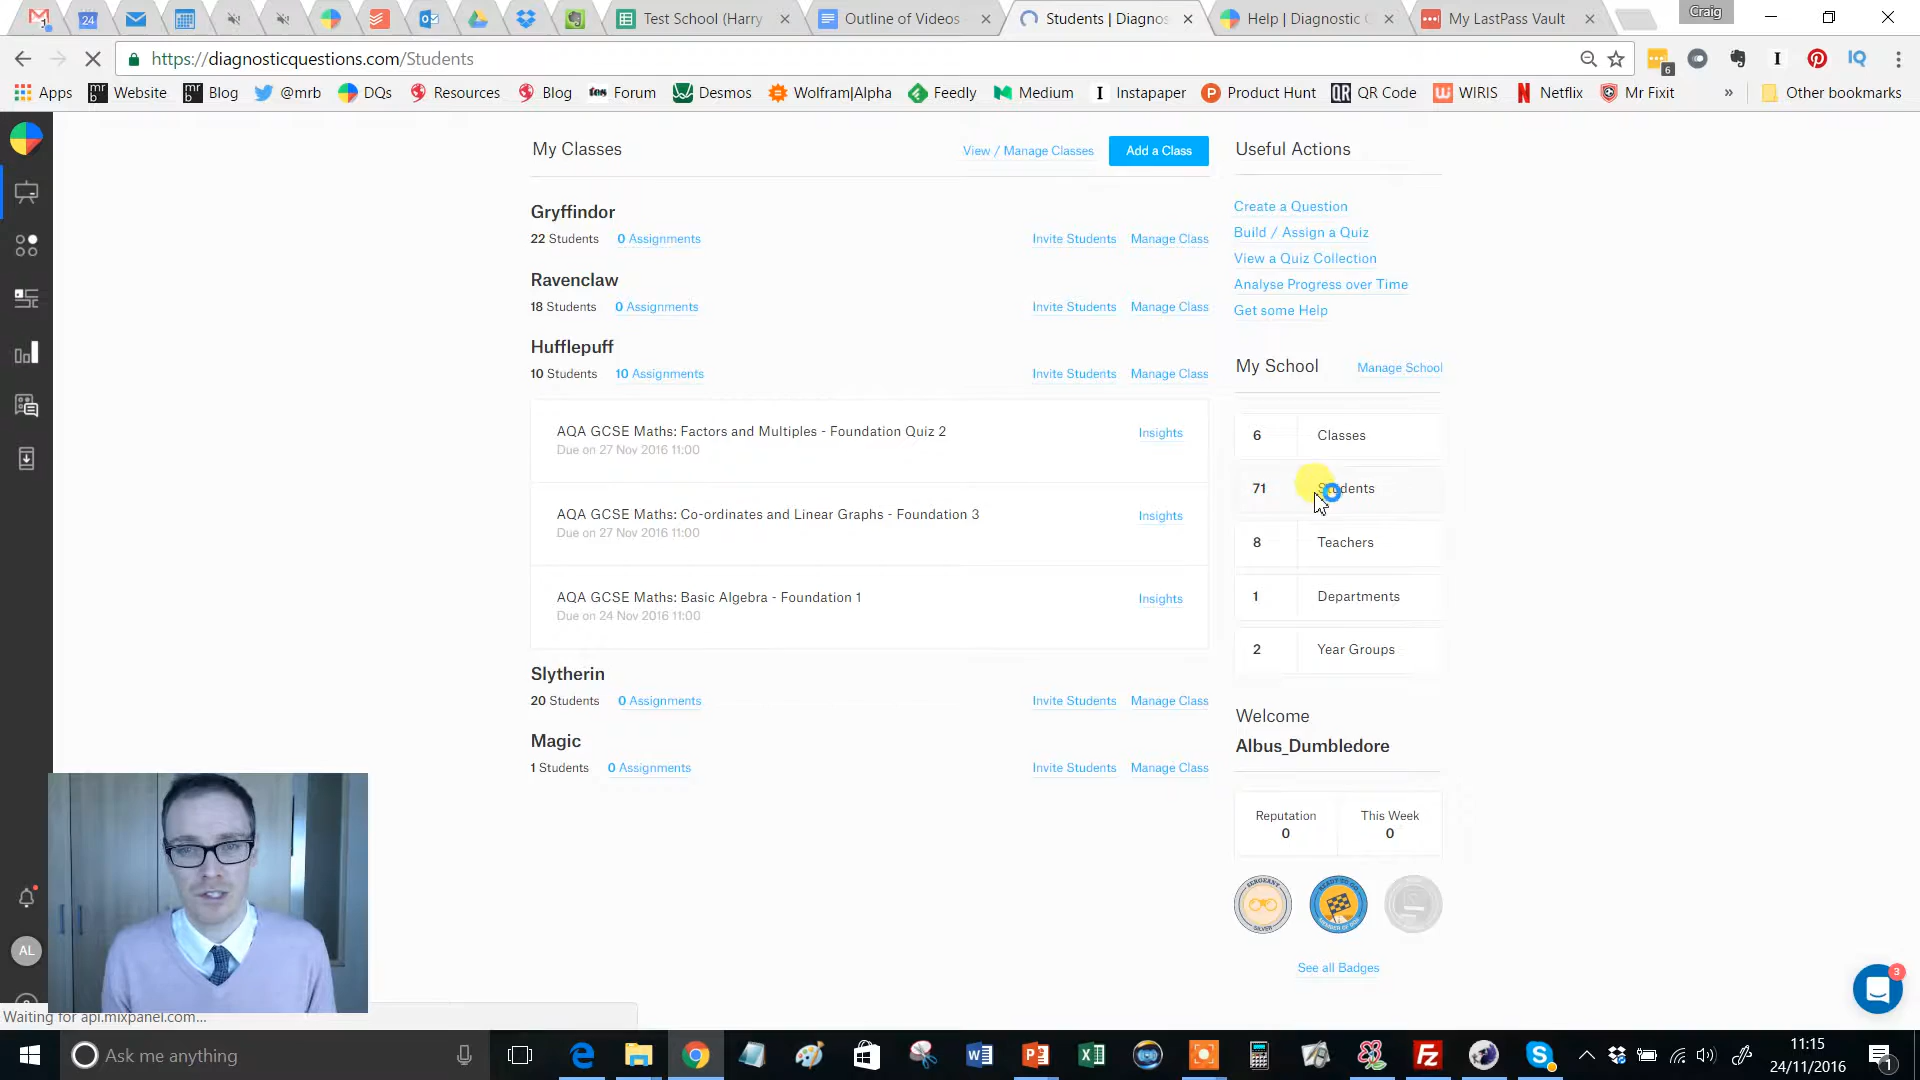 Test School (Harry
Outline of Videos
Students | Diagnos
Help | Diagnostic
My LastPass Vault
Craig
https://diagnosticquestions.com/Students
6
Apps
Website
Blog
@mrb
DQs
Resources
Blog
Forum
Desmos
Wolfram|Alpha
Feedly
Medium
Instapaper
Product Hunt
QR Code
WIRIS
Netflix
Mr Fixit
»
Other bookmarks
My Classes
View / Manage Classes
Add a Class
Gryffindor
22 Students 0 Assignments Invite Students Manage Class
Ravenclaw
18 Students 0 Assignments Invite Students Manage Class
Hufflepuff
10 Students 10 Assignments Invite Students Manage Class
AQA GCSE Maths: Factors and Multiples - Foundation Quiz 2 Insights
Due on 27 Nov 2016 11:00
AQA GCSE Maths: Co-ordinates and Linear Graphs - Foundation 3 Insights
Due on 27 Nov 2016 11:00
AQA GCSE Maths: Basic Algebra - Foundation 1 Insights
Due on 24 Nov 2016 11:00
Slytherin
20 Students 0 Assignments Invite Students Manage Class
Magic
1 Students 0 Assignments Invite Students Manage Class
Useful Actions
Create a Question
Build / Assign a Quiz
View a Quiz Collection
Analyse Progress over Time
Get some Help
My School Manage School
6 Classes
71 Students
8 Teachers
1 Departments
2 Year Groups
Welcome
Albus_Dumbledore
Reputation This Week
0 0
See all Badges
AL
3
Waiting for api.mixpanel.com...
Ask me anything
11:15
24/11/2016
1